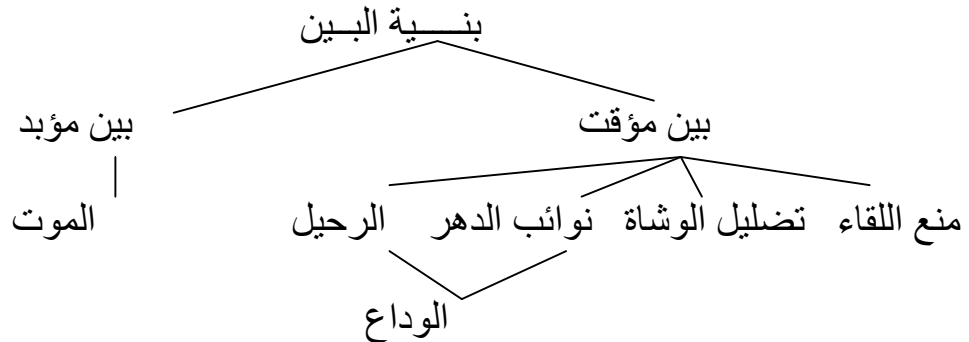 بنـــية البــين
بين مؤقت بين مؤبد
منع اللقاء تضليل الوشاة نوائب الدهر الرحيل الموت
الوداع